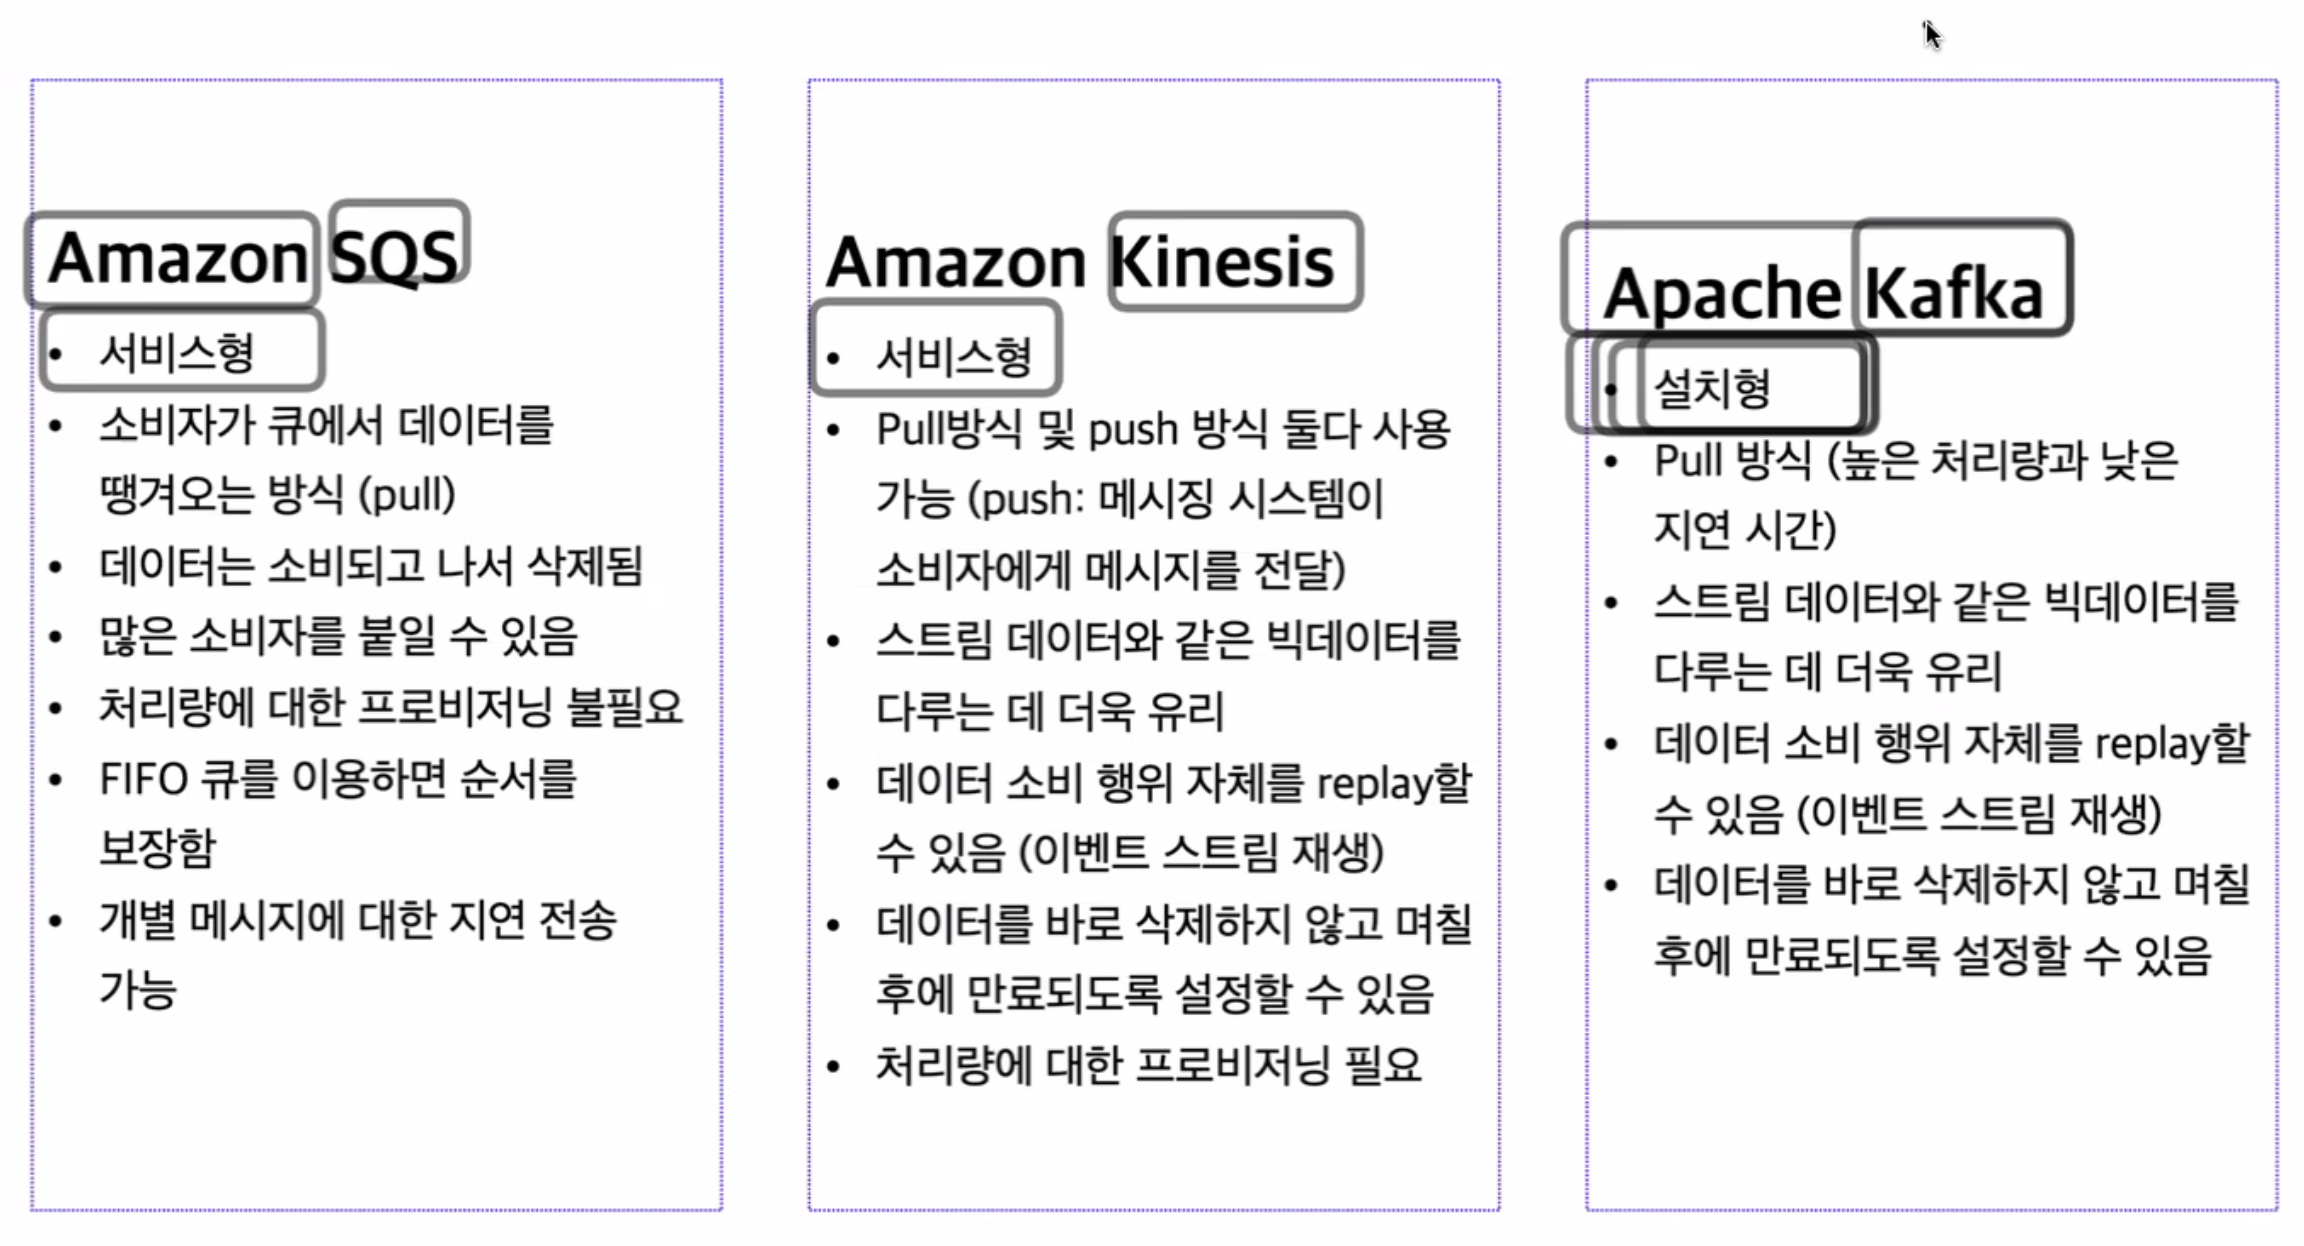 Amazon SQS
• 서비스형
• 소비자가 큐에서 데이터를
땡겨오는 방식 (pull)
• 데이터는 소비되고 나서 삭제됨
• 많은 소비자를 붙일 수 있음
• 처리량에 대한 프로비저닝 불필요
• FIFO 큐를 이용하면 순서를
보장함
• 개별 메시지에 대한 지연 전송
가능
Amazon Kinesis
• 서비스형
• Pull방식 및 push 방식 둘다 사용
가능 (push: 메시징 시스템이
소비자에게 메시지를 전달)
• 스트림 데이터와 같은 빅데이터를
다루는 데 더욱 유리
• 데이터 소비 행위 자체를 replay할
수 있음 (이벤트 스트림 재생)
• 데이터를 바로 삭제하지 않고 며칠
후에 만료되도록 설정할 수 있음
• 처리량에 대한 프로비저닝 필요
Apache Kafka
• 설치형
• Pull 방식 (높은 처리량과 낮은
지연 시간)
• 스트림 데이터와 같은 빅데이터를
다루는 데 더욱 유리
• 데이터 소비 행위 자체를 replay할
수 있음 (이벤트 스트림 재생)
• 데이터를 바로 삭제하지 않고 며칠
후에 만료되도록 설정할 수 있음